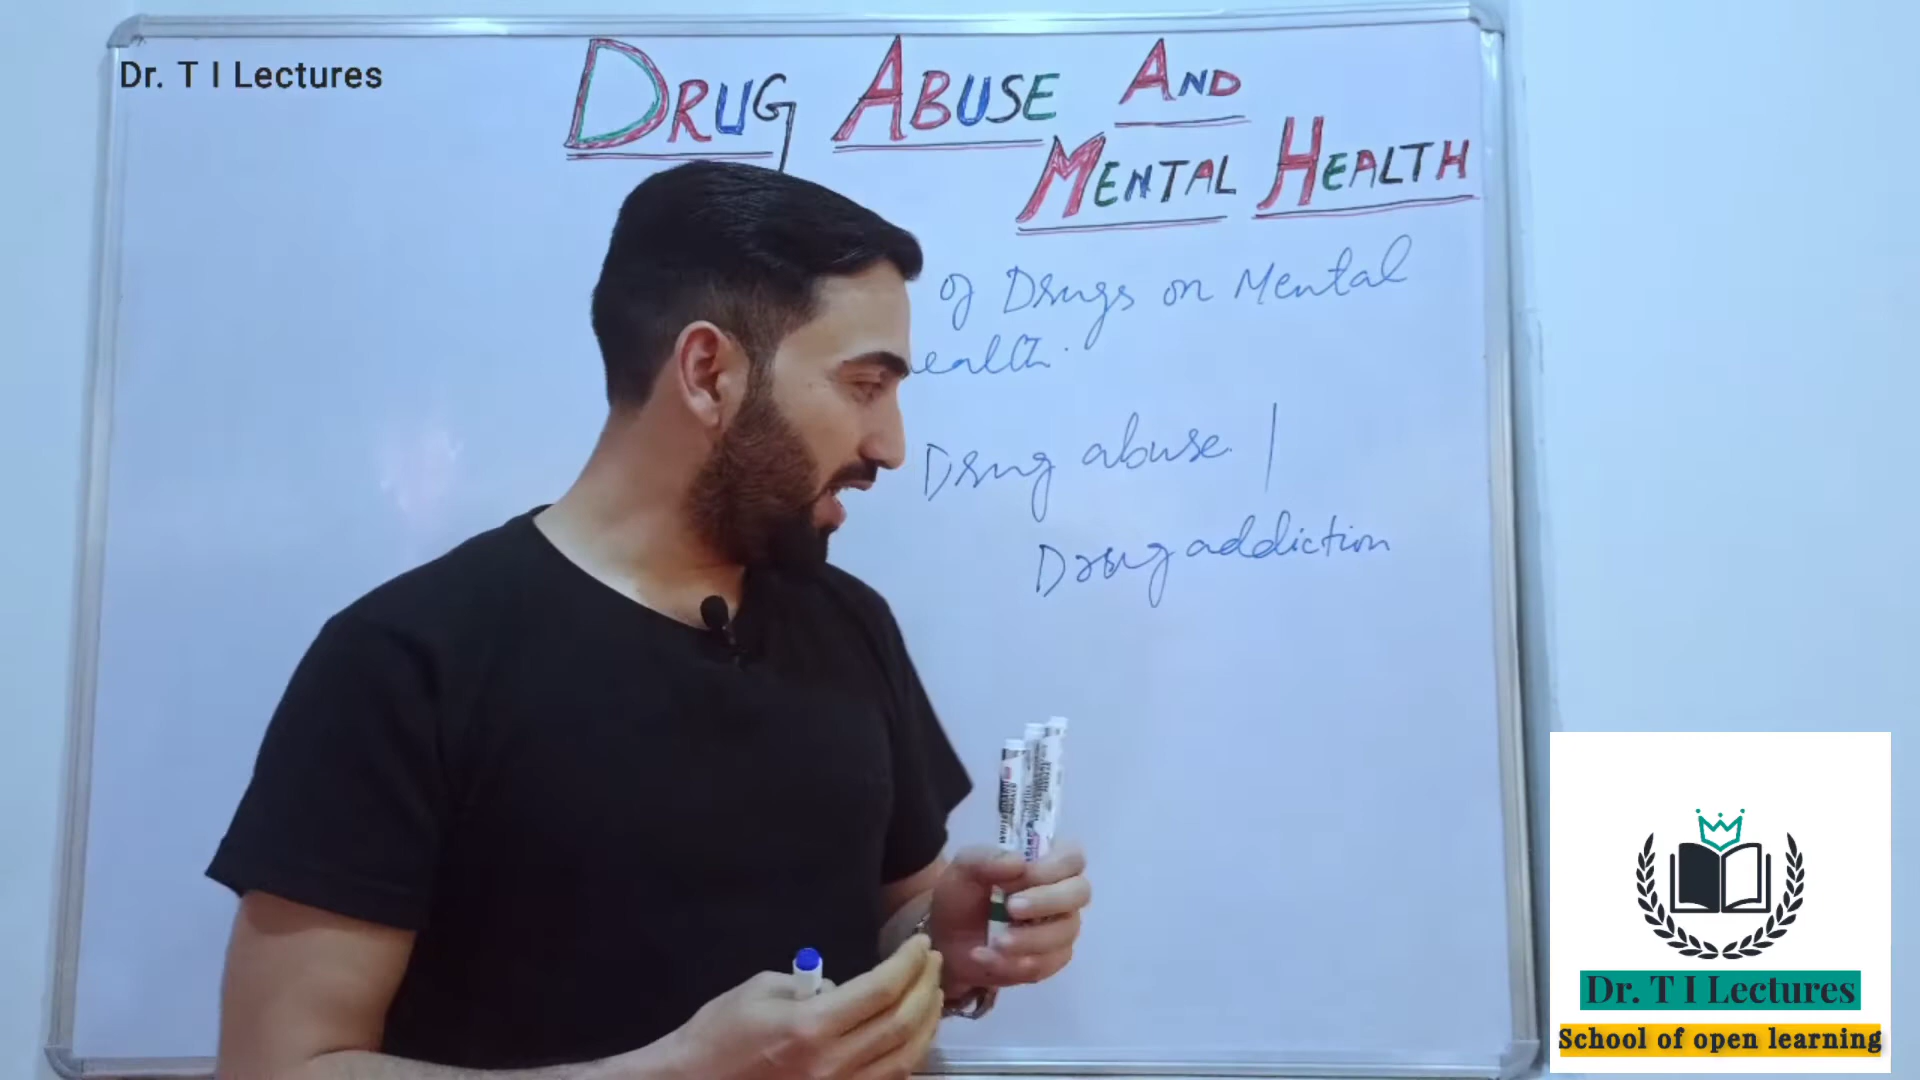 Dr. T I Lectures
DRUG ABUSE AND
MENTAL HEALTH
of Drugs on Mental
ealth.
Drug abuse /
Drug addiction
Dr. T I Lectures
School of open learning